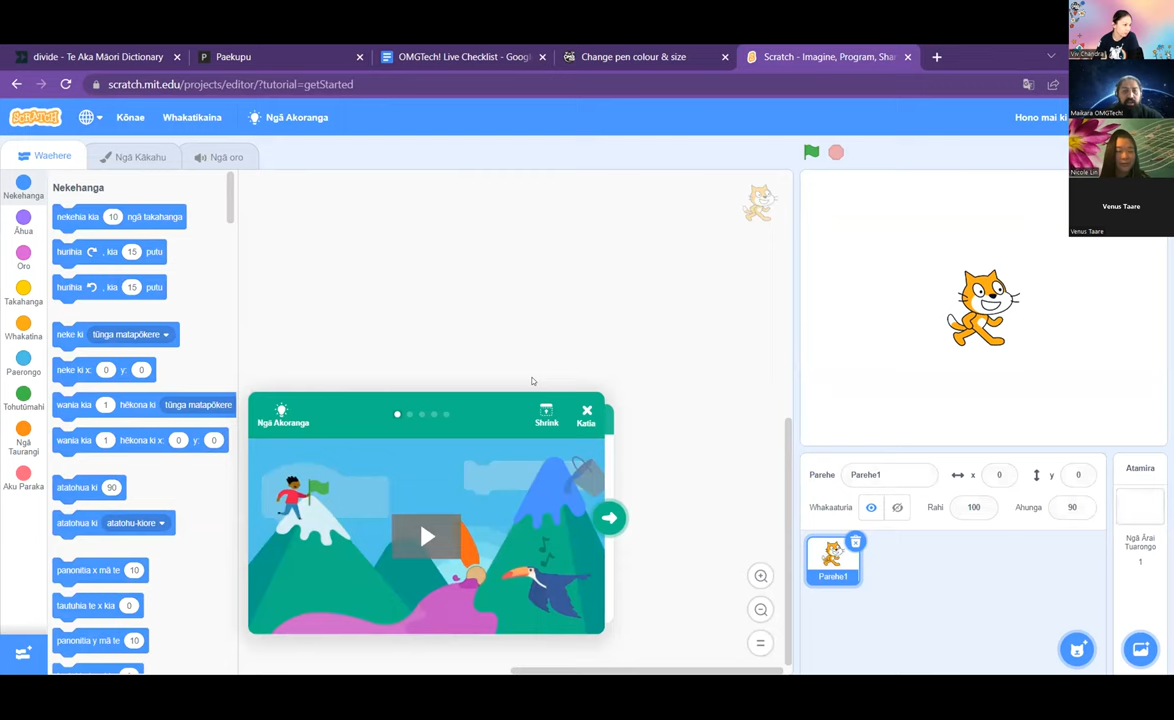 divide - Te Aka Māori Dictionary
Paekupu
OMGTech! Live Checklist - Googl
Change pen colour & size
Scratch - Imagine, Program, Shar
scratch.mit.edu/projects/editor/?tutorial=getStarted
SCRATCH
Kōnae
Whakatikaina
Ngā Akoranga
Hono mai ki
Waehere
Ngā Kākahu
Ngā oro
Nekehanga
Āhua
Oro
Takahanga
Whakatina
Paerongo
Tohutūmahi
Ngā
Taurangi
Aku Paraka
Nekehanga
nekehia kia 10 ngā takahanga
hurihia , kia 15 putu
hurihia , kia 15 putu
neke ki tūnga matapōkere
neke ki x: 0 y: 0
wania kia 1 hēkona ki tūnga matapōkere
wania kia 1 hēkona ki x: 0 y: 0
atatohua ki 90
atatohua ki atatohu-kiore
panonitia x mā te 10
tautuhia te x kia 0
panonitia y mā te 10
Ngā Akoranga
Shrink
Katia
Parehe
Parehe1
x
0
y
0
Whakaaturia
Rahi
100
Ahunga
90
Parehe1
Atamira
Ngā Ārai
Tuarongo
1
Viv Chandra
Maikara OMGTech!
Nicole Lin
Venus Taare
Venus Taare